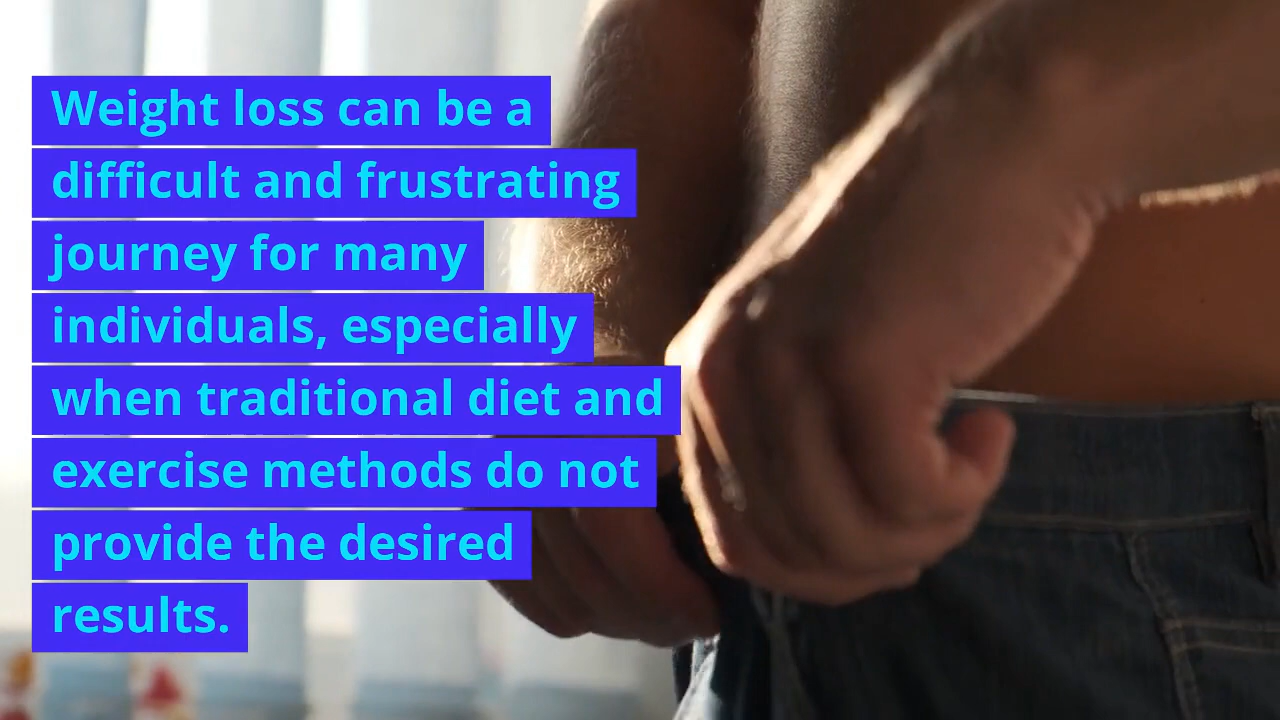 Weight loss can be a
difficult and frustrating
journey for many
individuals, especially
when traditional diet and
exercise methods do not
provide the desired
results.